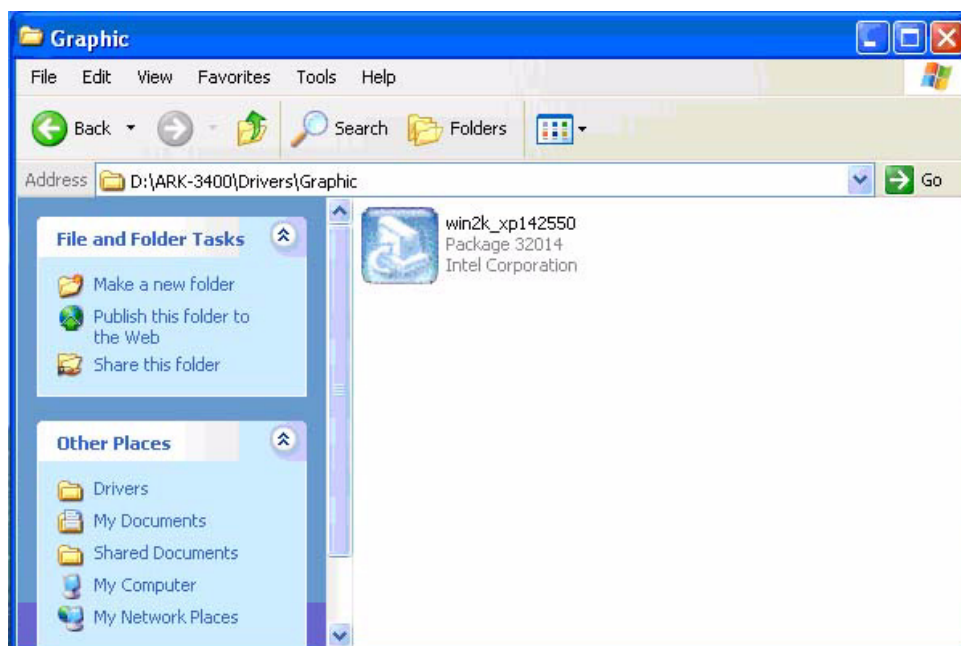 Graphic
File Edit View Favorites Tools Help
Back Search Folders
Address D:\ARK-3400\Drivers\Graphic Go
File and Folder Tasks
Make a new folder
Publish this folder to
the Web
Share this folder
Other Places
Drivers
My Documents
Shared Documents
My Computer
My Network Places
win2k_xp142550
Package 32014
Intel Corporation